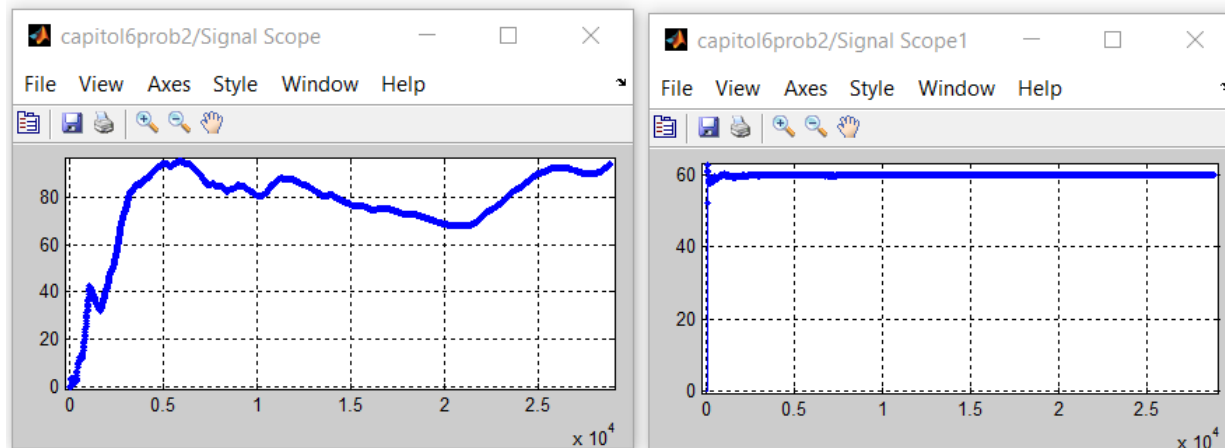 capitol6prob2/Signal Scope
File View Axes Style Window Help
80
60
40
20
0
0 0.5 1 1.5 2 2.5
x 10^4
capitol6prob2/Signal Scope1
File View Axes Style Window Help
60
40
20
0
0 0.5 1 1.5 2 2.5
x 10^4